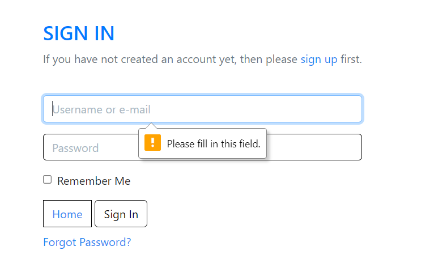 SIGN IN
If you have not created an account yet, then please sign up first.
Username or e-mail
Please fill in this field.
Password
Remember Me
Home Sign In
Forgot Password?